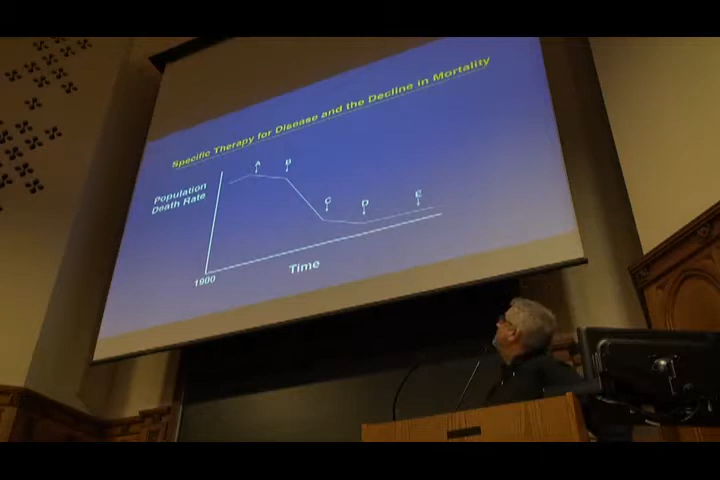 Specific Therapy for Disease and the Decline in Mortality
A
B
C
D
E
Population
Death Rate
1900
Time